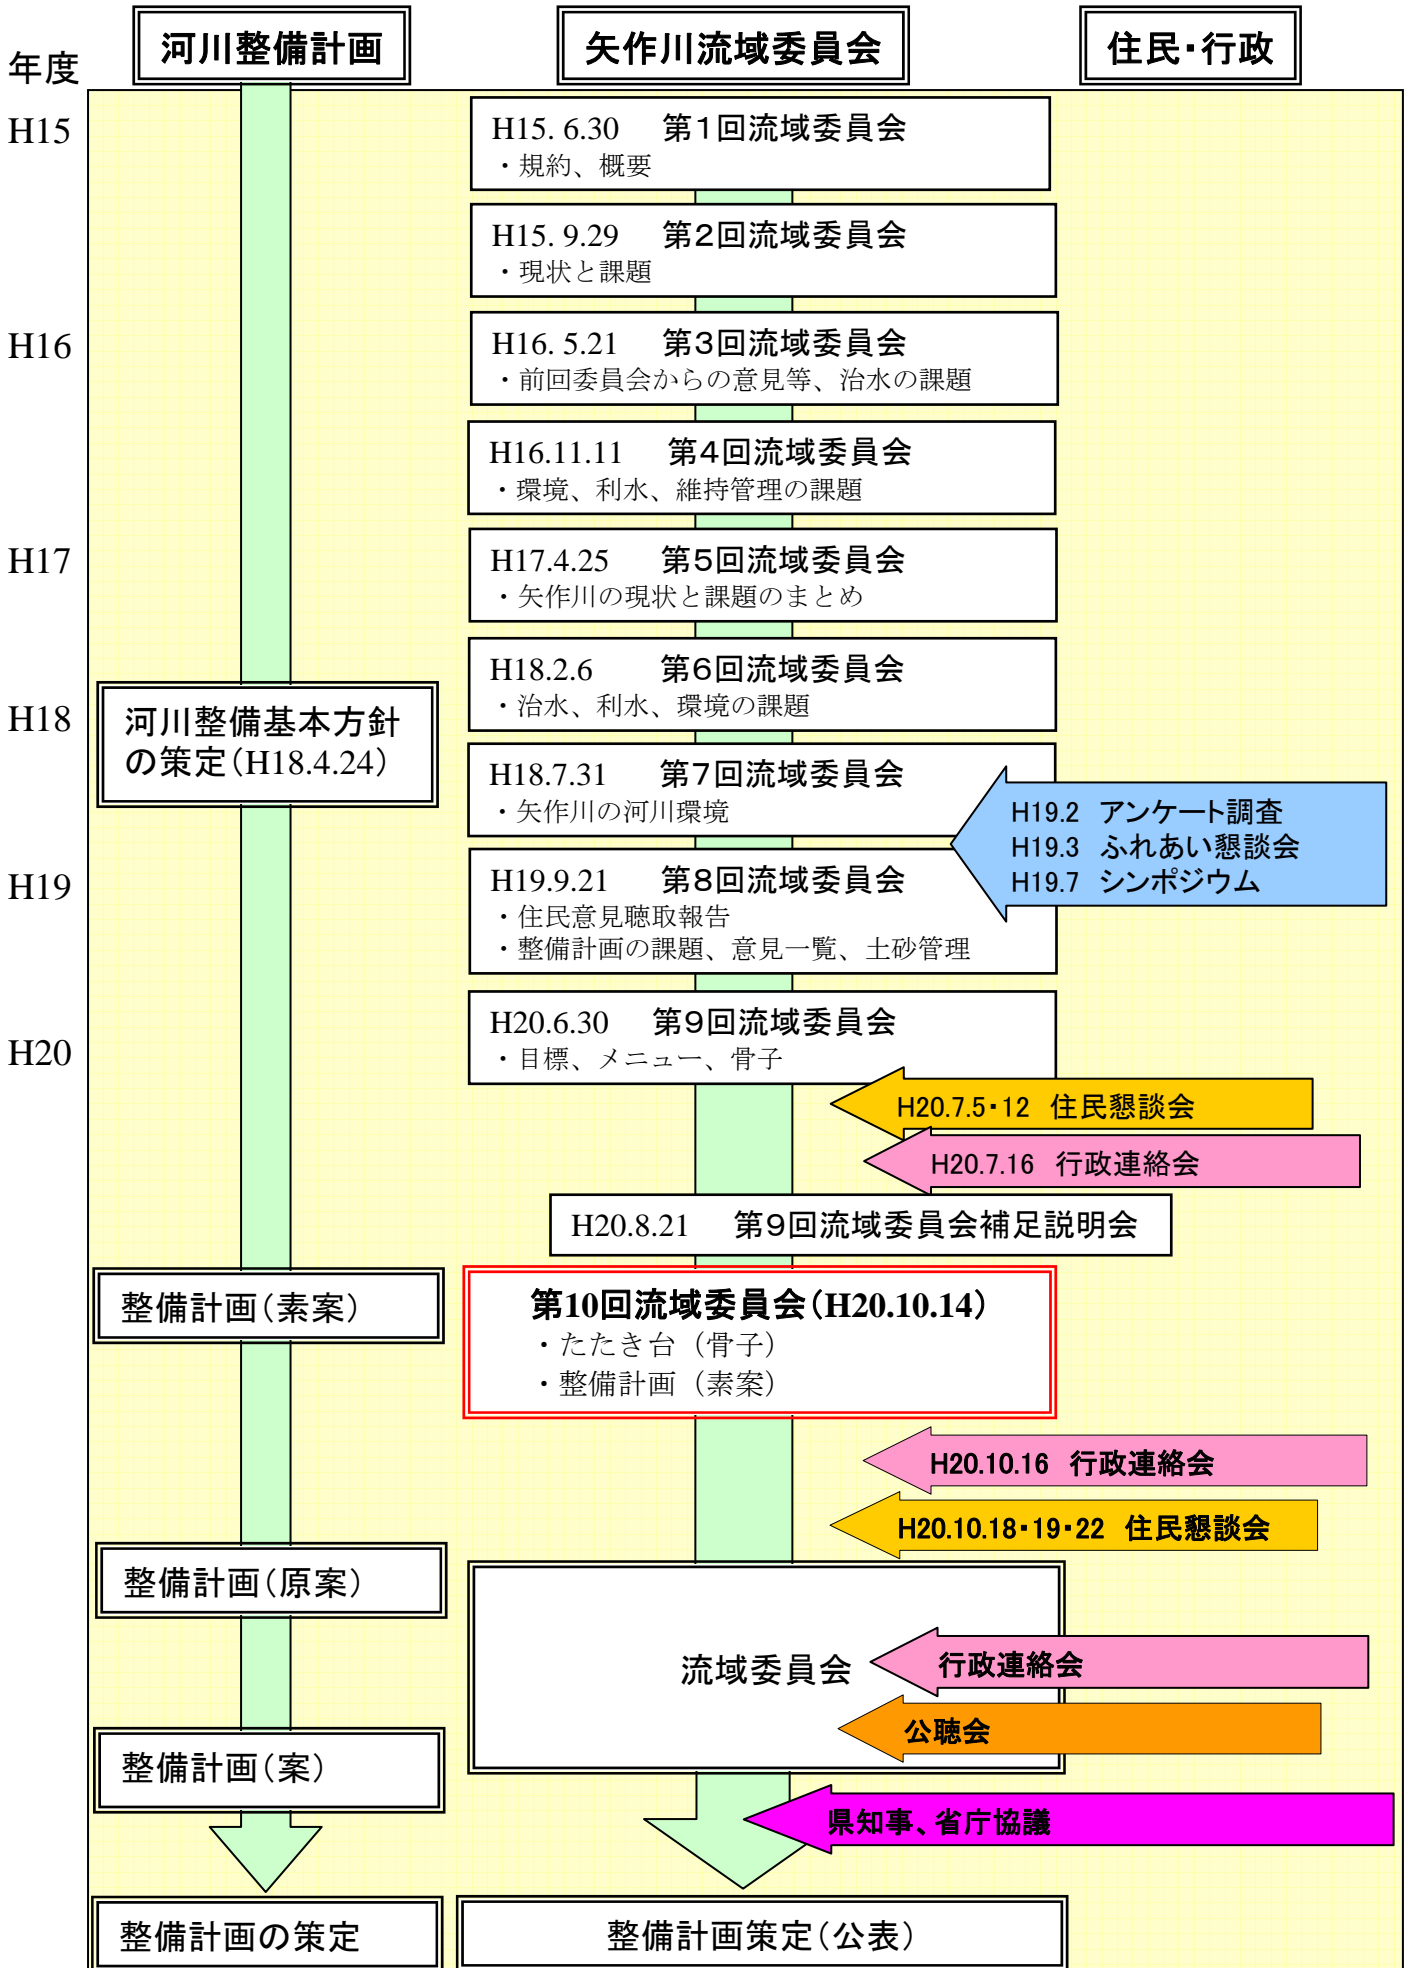 河川整備計画
矢作川流域委員会
住民・行政
年度
H15
H15. 6.30 第1回流域委員会
・規約、概要
H15. 9.29 第2回流域委員会
・現状と課題
H16
H16. 5.21 第3回流域委員会
・前回委員会からの意見等、治水の課題
H16.11.11 第4回流域委員会
・環境、利水、維持管理の課題
H17
H17.4.25 第5回流域委員会
・矢作川の現状と課題のまとめ
H18.2.6 第6回流域委員会
・治水、利水、環境の課題
H18
河川整備基本方針
の策定(H18.4.24)
H18.7.31 第7回流域委員会
・矢作川の河川環境
H19.2 アンケート調査
H19.3 ふれあい懇談会
H19.7 シンポジウム
H19
H19.9.21 第8回流域委員会
・住民意見聴取報告
・整備計画の課題、意見一覧、土砂管理
H20
H20.6.30 第9回流域委員会
・目標、メニュー、骨子
H20.7.5・12 住民懇談会
H20.7.16 行政連絡会
H20.8.21 第9回流域委員会補足説明会
整備計画(素案)
第10回流域委員会(H20.10.14)
・たたき台(骨子)
・整備計画(素案)
H20.10.16 行政連絡会
H20.10.18・19・22 住民懇談会
整備計画(原案)
流域委員会
行政連絡会
公聴会
整備計画(案)
県知事、省庁協議
整備計画の策定
整備計画策定(公表)